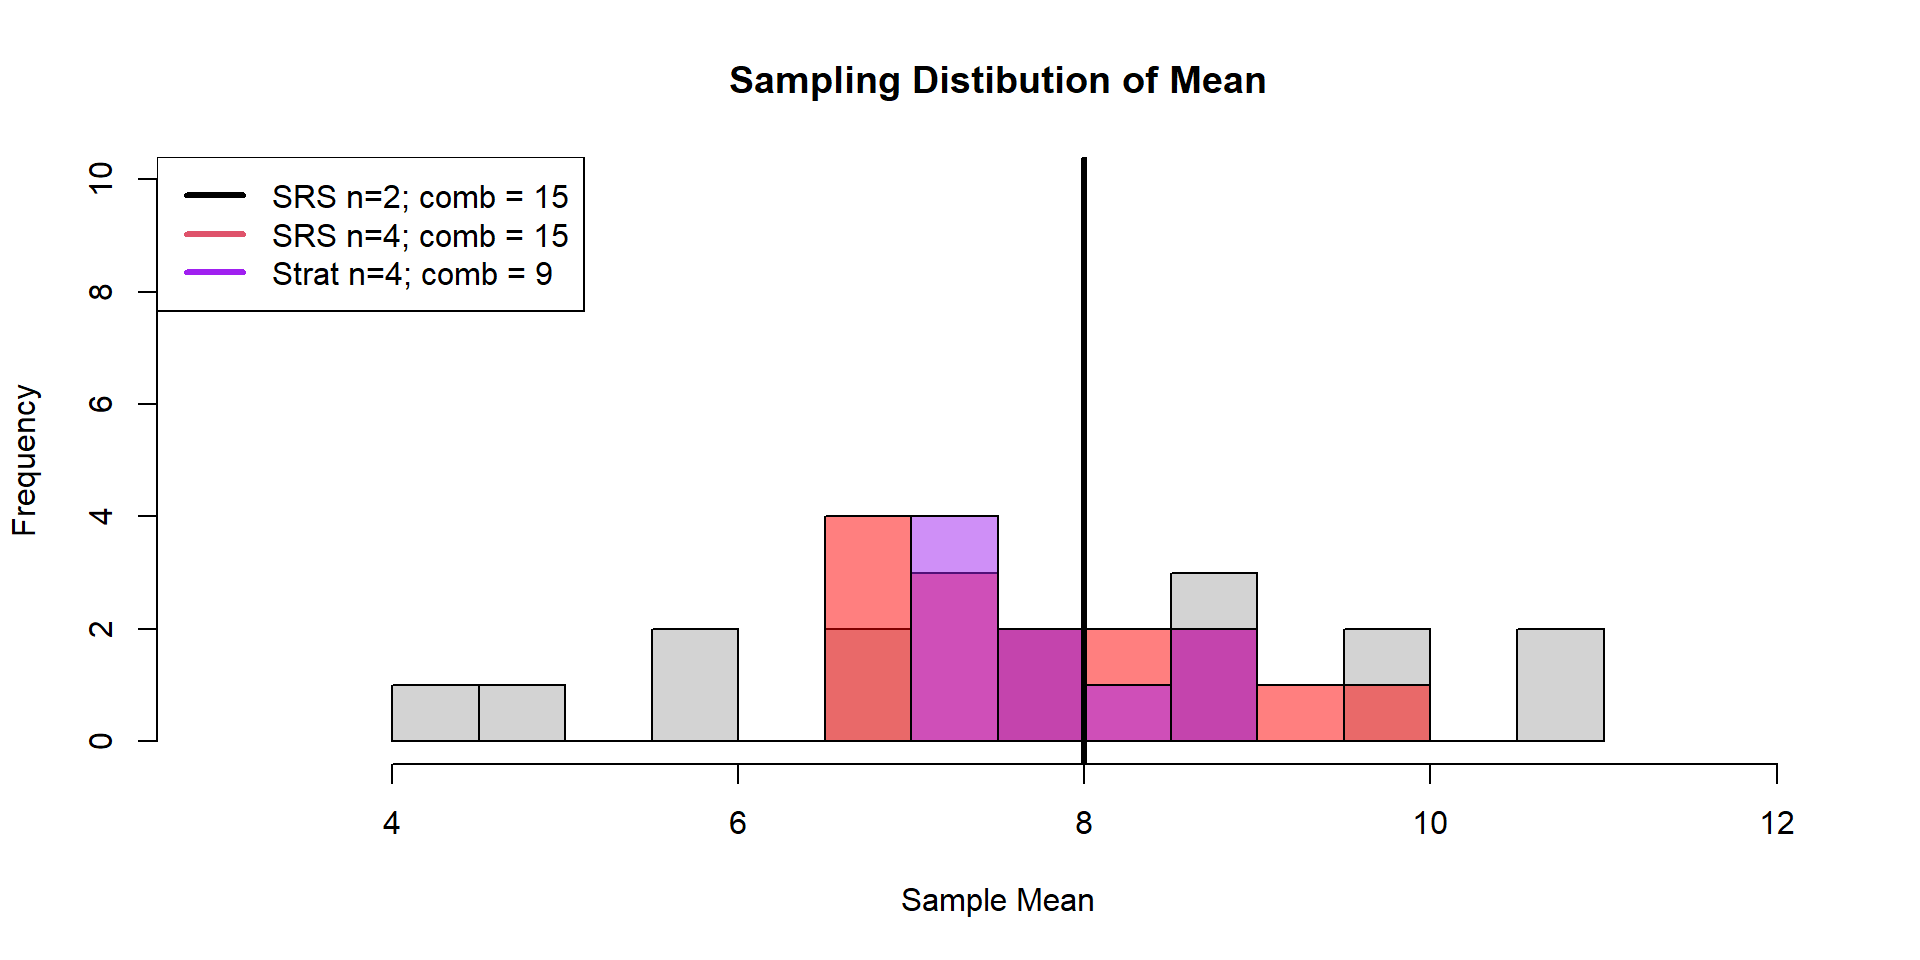 Sampling Distibution of Mean
SRS n=2; comb = 15
SRS n=4; comb = 15
Strat n=4; comb = 9
Frequency
10
8
6
4
2
0
4 6 8 10 12
Sample Mean